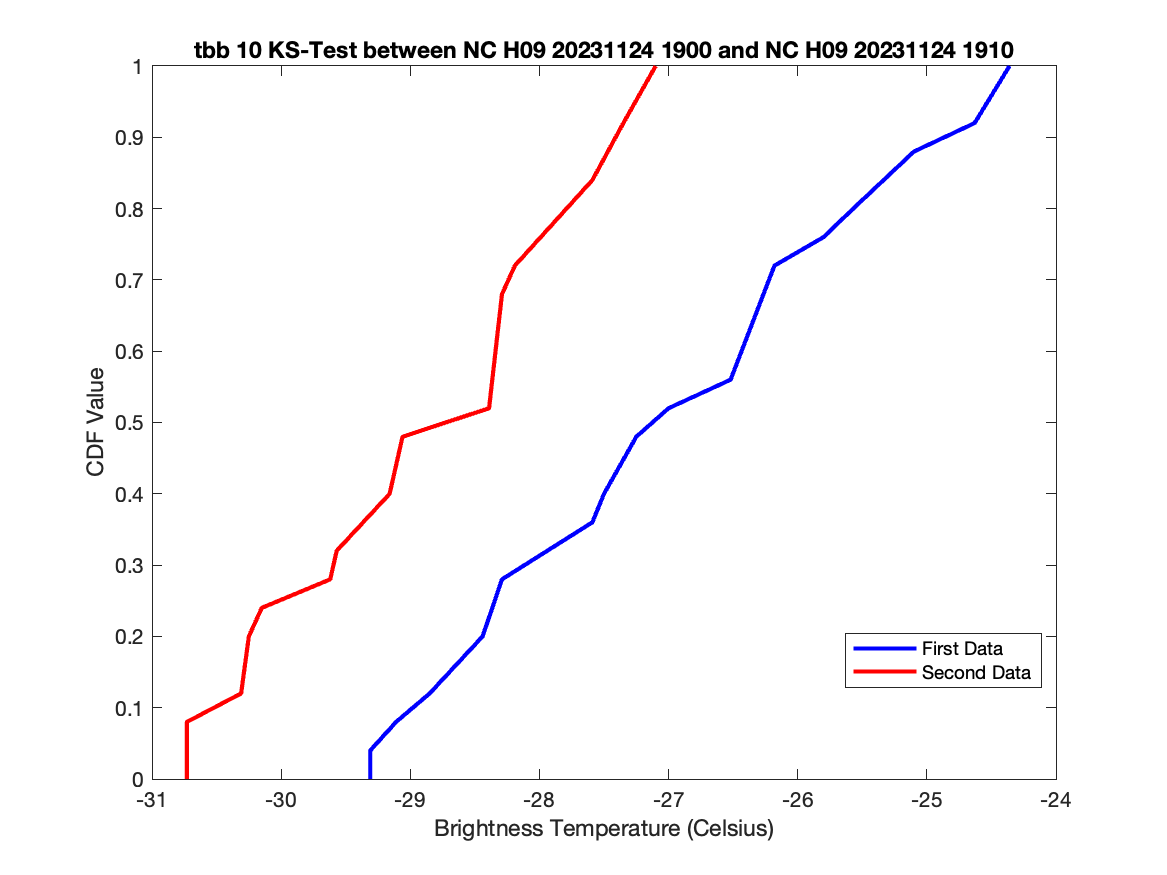 tbb 10 KS-Test between NC H09 20231124 1900 and NC H09 20231124 1910
1
0.9
0.8
0.7
0.6
0.5
0.4
0.3
0.2
0.1
0
CDF Value
First Data
Second Data
-31 -30 -29 -28 -27 -26 -25 -24
Brightness Temperature (Celsius)